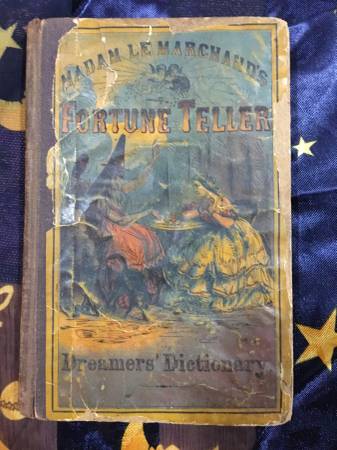 MADAM LE MARCHAND'S
FORTUNE TELLER
Dreamers' Dictionary